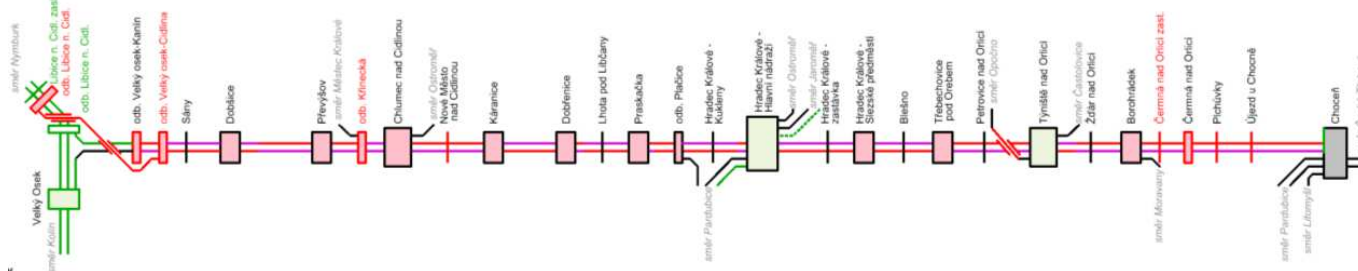 směr Nymburk
Libice n. Cidl. zas
odb. Libice n. Cidl.
odb. Libice n. Cidl.
Velký Osek
směr Kolín
odb. Velký osek-Kanín
odb. Velký osek-Cidlina
Sány
Dobšice
Převýšov
směr Městec Králové
odb. Křinecká
Chlumec nad Cidlinou
směr Ostroměř
Nové Město
nad Cidlinou
Káranice
Dobřenice
Lhota pod Libčany
Praskačka
odb. Plačice
směr Pardubice
Hradec Králové -
Kukleny
Hradec Králové -
Hlavní nádraží
směr Ostroměř
směr Jaroměř
Hradec Králové -
zastávka
Hradec Králové -
Slezské předměstí
Blešno
Třebechovice
pod Orebem
Petrovice nad Orlicí
směr Opočno
Týniště nad Orlicí
směr Častolovice
Žďár nad Orlicí
Borohrádek
směr Moravany
Čermná nad Orlicí zast.
Čermná nad Orlicí
Plchůvky
Újezd u Chocně
směr Pardubice
směr Litomyšl
Choceň